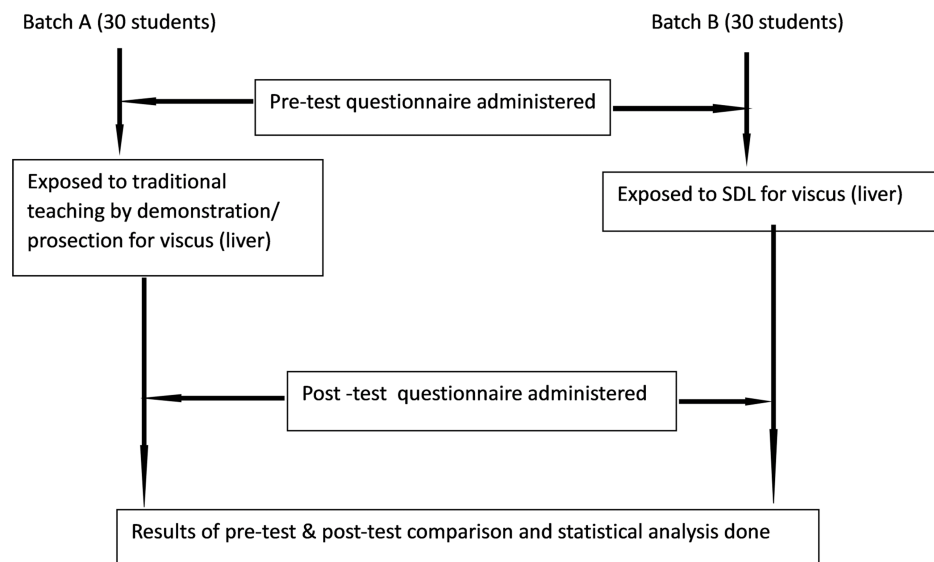 Batch A (30 students)
Batch B (30 students)
Pre-test questionnaire administered
Exposed to traditional
teaching by demonstration/
prosection for viscus (liver)
Exposed to SDL for viscus (liver)
Post -test  questionnaire administered
Results of pre-test & post-test comparison and statistical analysis done